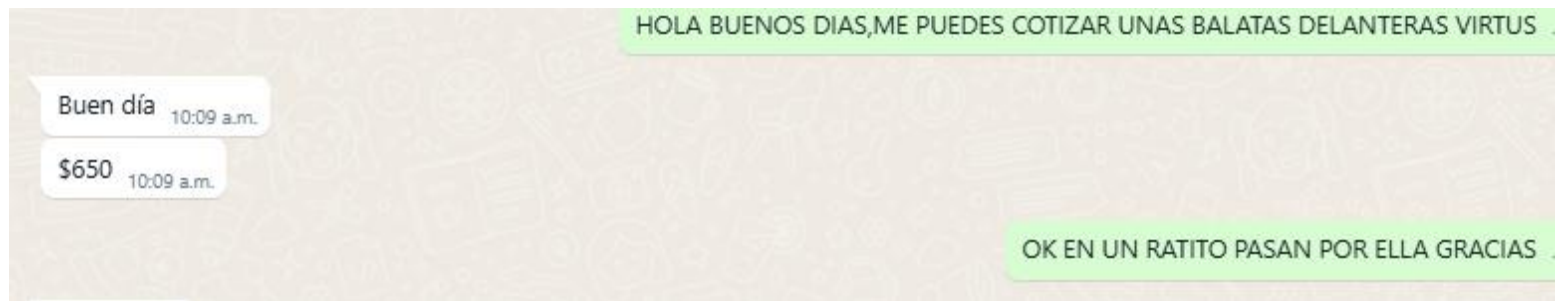 HOLA BUENOS DIAS,ME PUEDES COTIZAR UNAS BALATAS DELANTERAS VIRTUS
Buen día 10:09 a.m.
$650 10:09 a.m.
OK EN UN RATITO PASAN POR ELLA GRACIAS